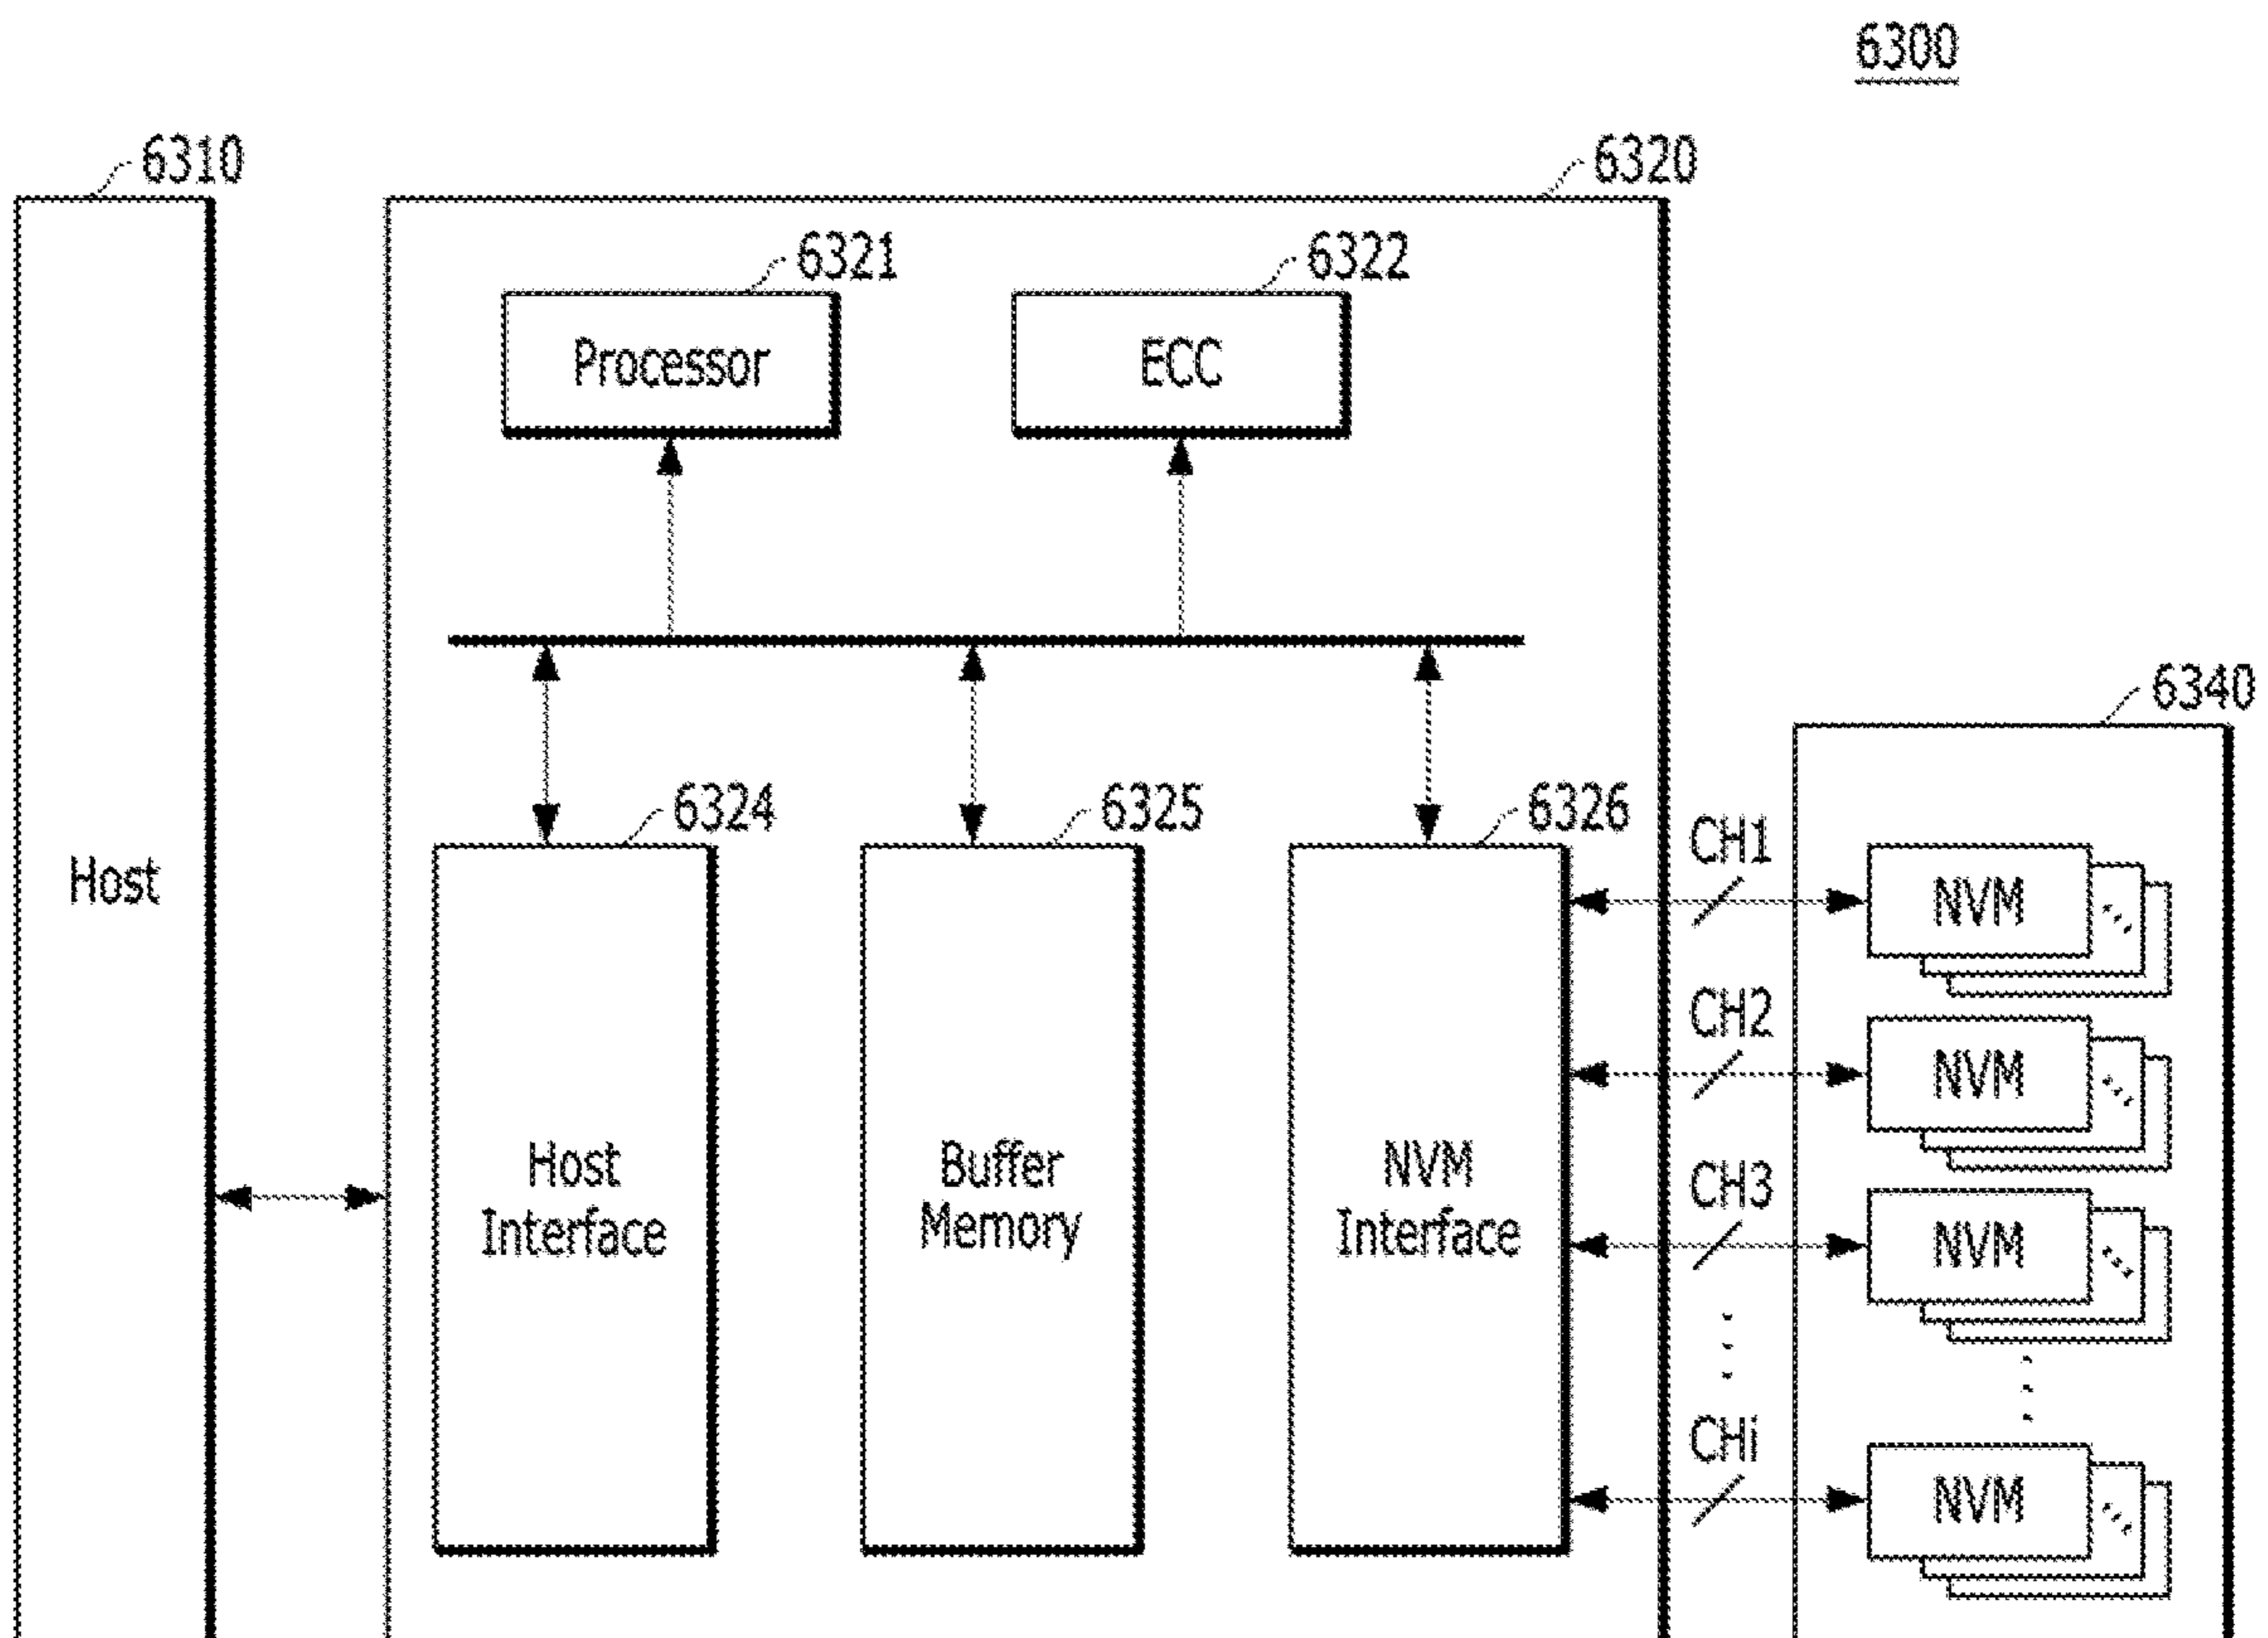 6300
6310
6320
6321
6322
Processor
ECC
6340
6324
6325
6326
CH1
Host
NVM
CH2
NVM
Host
Interface
Buffer
Memory
NVM
Interface
CH3
NVM
CHi
NVM